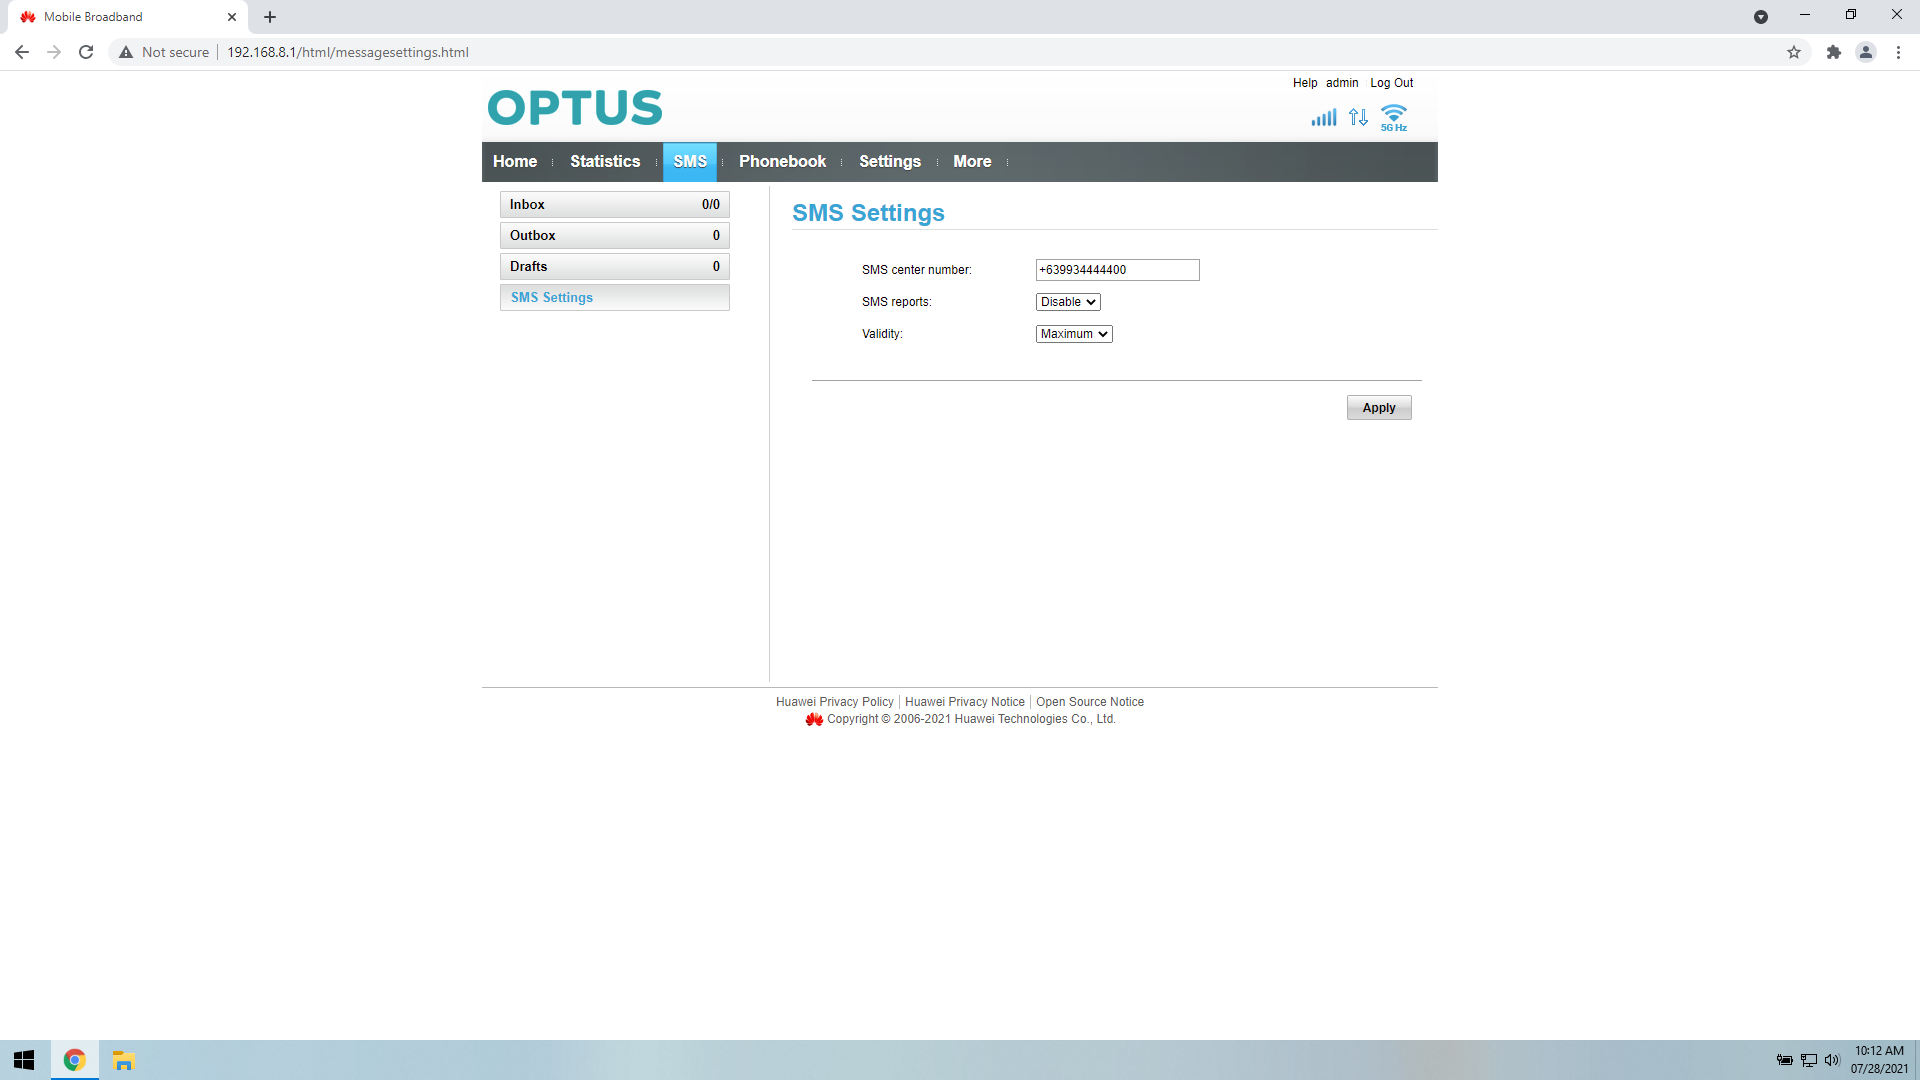 Mobile Broadband
Not secure 192.168.8.1/html/messagesettings.html
Help admin Log Out
OPTUS
5G Hz
Home Statistics SMS Phonebook Settings More
Inbox 0/0
Outbox 0
Drafts 0
SMS Settings
SMS Settings
SMS center number: +639934444400
SMS reports: Disable
Validity: Maximum
Apply
Huawei Privacy Policy Huawei Privacy Notice Open Source Notice
Copyright © 2006-2021 Huawei Technologies Co., Ltd.
10:12 AM
07/28/2021